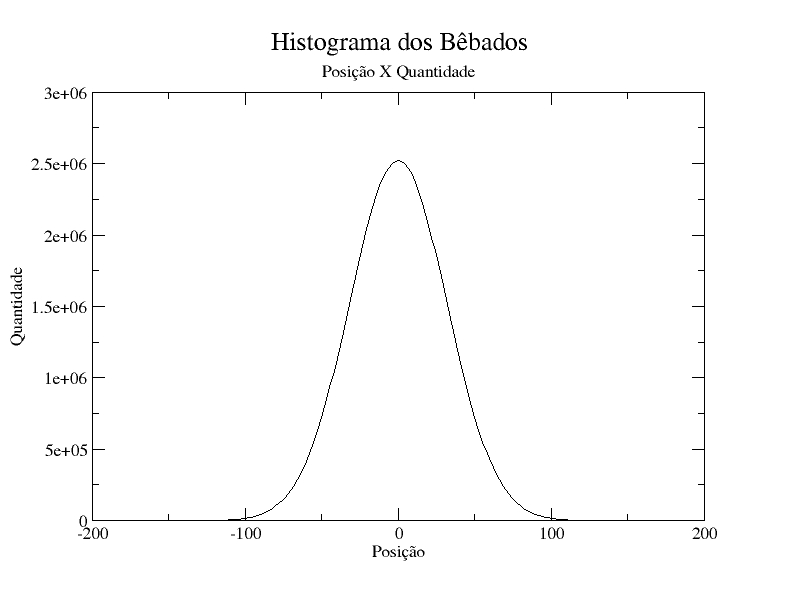 Histograma dos Bêbados
Posição X Quantidade
3e+06
2.5e+06
2e+06
1.5e+06
1e+06
5e+05
0
Quantidade
-200
-100
0
100
200
Posição